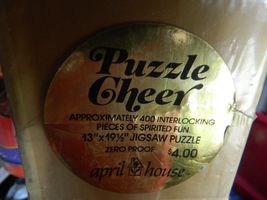 Puzzle
Cheer
APPROXIMATELY 400 INTERLOCKING
PIECES OF SPIRITED FUN
13" x 19½" JIGSAW PUZZLE
ZERO PROOF $4.00
april house